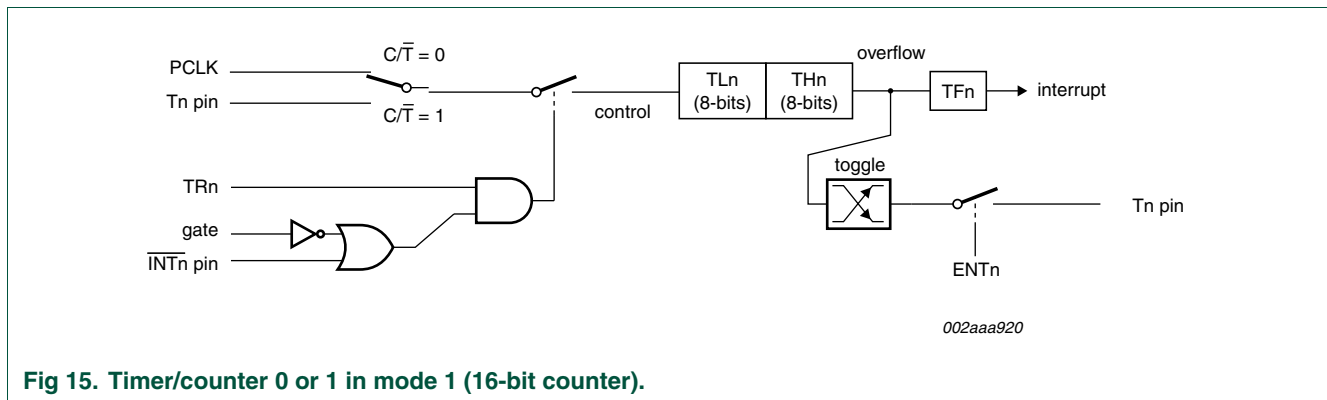 C/T̅ = 0
PCLK
Tn pin
C/T̅ = 1
control
TLn
(8-bits)
THn
(8-bits)
overflow
TFn
interrupt
toggle
Tn pin
ENTn
TRn
gate
I̅N̅T̅n̅ pin
002aaa920
Fig 15. Timer/counter 0 or 1 in mode 1 (16-bit counter).